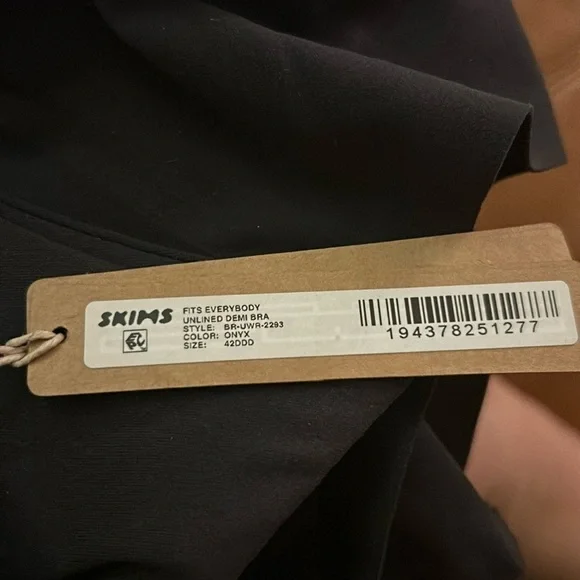 SKIMS
FITS EVERYBODY
UNLINED DEMI BRA
STYLE: BR-UWR-2293
COLOR: ONYX
SIZE: 42DDD
194378251277